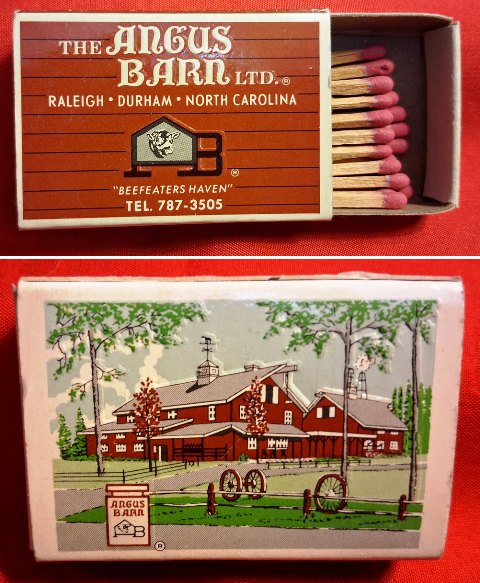 THE ANGUS
BARN LTD.®
RALEIGH • DURHAM • NORTH CAROLINA
AB®
"BEEFEATERS HAVEN"
TEL. 787-3505
ANGUS
BARN
AB
®